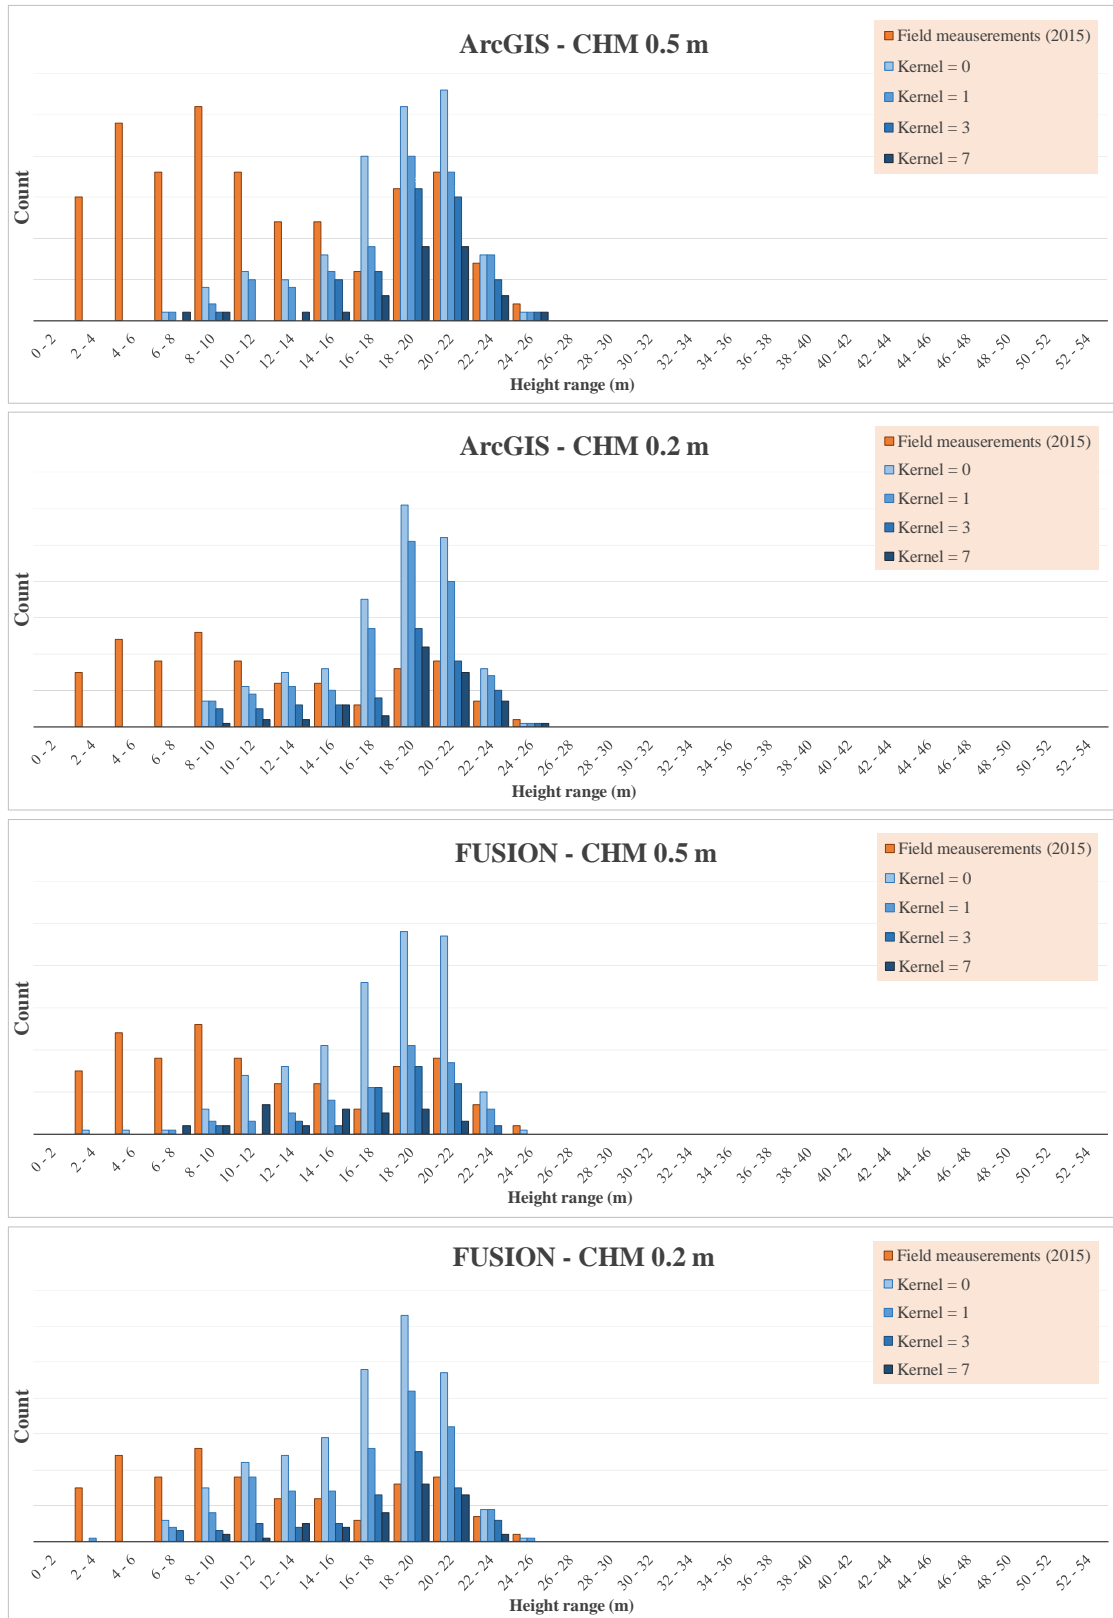 ArcGIS - CHM 0.5 m
Field meauserements (2015)
Kernel = 0
Kernel = 1
Kernel = 3
Kernel = 7
Count
0 - 2
2 - 4
4 - 6
6 - 8
8 - 10
10 - 12
12 - 14
14 - 16
16 - 18
18 - 20
20 - 22
22 - 24
24 - 26
26 - 28
28 - 30
30 - 32
32 - 34
34 - 36
36 - 38
38 - 40
40 - 42
42 - 44
44 - 46
46 - 48
48 - 50
50 - 52
52 - 54
Height range (m)
ArcGIS - CHM 0.2 m
Field meauserements (2015)
Kernel = 0
Kernel = 1
Kernel = 3
Kernel = 7
Count
0 - 2
2 - 4
4 - 6
6 - 8
8 - 10
10 - 12
12 - 14
14 - 16
16 - 18
18 - 20
20 - 22
22 - 24
24 - 26
26 - 28
28 - 30
30 - 32
32 - 34
34 - 36
36 - 38
38 - 40
40 - 42
42 - 44
44 - 46
46 - 48
48 - 50
50 - 52
52 - 54
Height range (m)
FUSION - CHM 0.5 m
Field meauserements (2015)
Kernel = 0
Kernel = 1
Kernel = 3
Kernel = 7
Count
0 - 2
2 - 4
4 - 6
6 - 8
8 - 10
10 - 12
12 - 14
14 - 16
16 - 18
18 - 20
20 - 22
22 - 24
24 - 26
26 - 28
28 - 30
30 - 32
32 - 34
34 - 36
36 - 38
38 - 40
40 - 42
42 - 44
44 - 46
46 - 48
48 - 50
50 - 52
52 - 54
Height range (m)
FUSION - CHM 0.2 m
Field meauserements (2015)
Kernel = 0
Kernel = 1
Kernel = 3
Kernel = 7
Count
0 - 2
2 - 4
4 - 6
6 - 8
8 - 10
10 - 12
12 - 14
14 - 16
16 - 18
18 - 20
20 - 22
22 - 24
24 - 26
26 - 28
28 - 30
30 - 32
32 - 34
34 - 36
36 - 38
38 - 40
40 - 42
42 - 44
44 - 46
46 - 48
48 - 50
50 - 52
52 - 54
Height range (m)